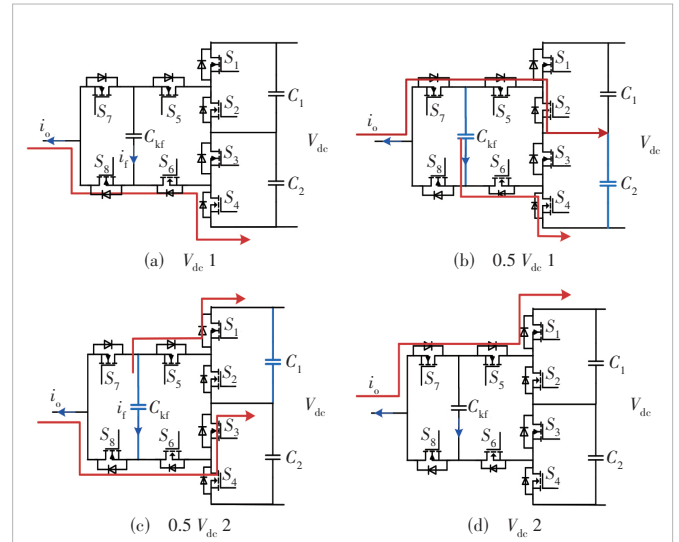 S1
S2
S3
S4
S7
S5
C1
io
Ckf
if
Vdc
S8
S6
C2
(a) Vdc 1
S1
S2
S3
S4
S7
S5
C1
io
Ckf
Vdc
S8
S6
C2
(b) 0.5 Vdc 1
S1
S2
S3
S4
S7
S5
C1
io
if
Ckf
Vdc
S8
S6
C2
(c) 0.5 Vdc 2
S1
S2
S3
S4
S7
S5
C1
io
Ckf
Vdc
S8
S6
C2
(d) Vdc 2